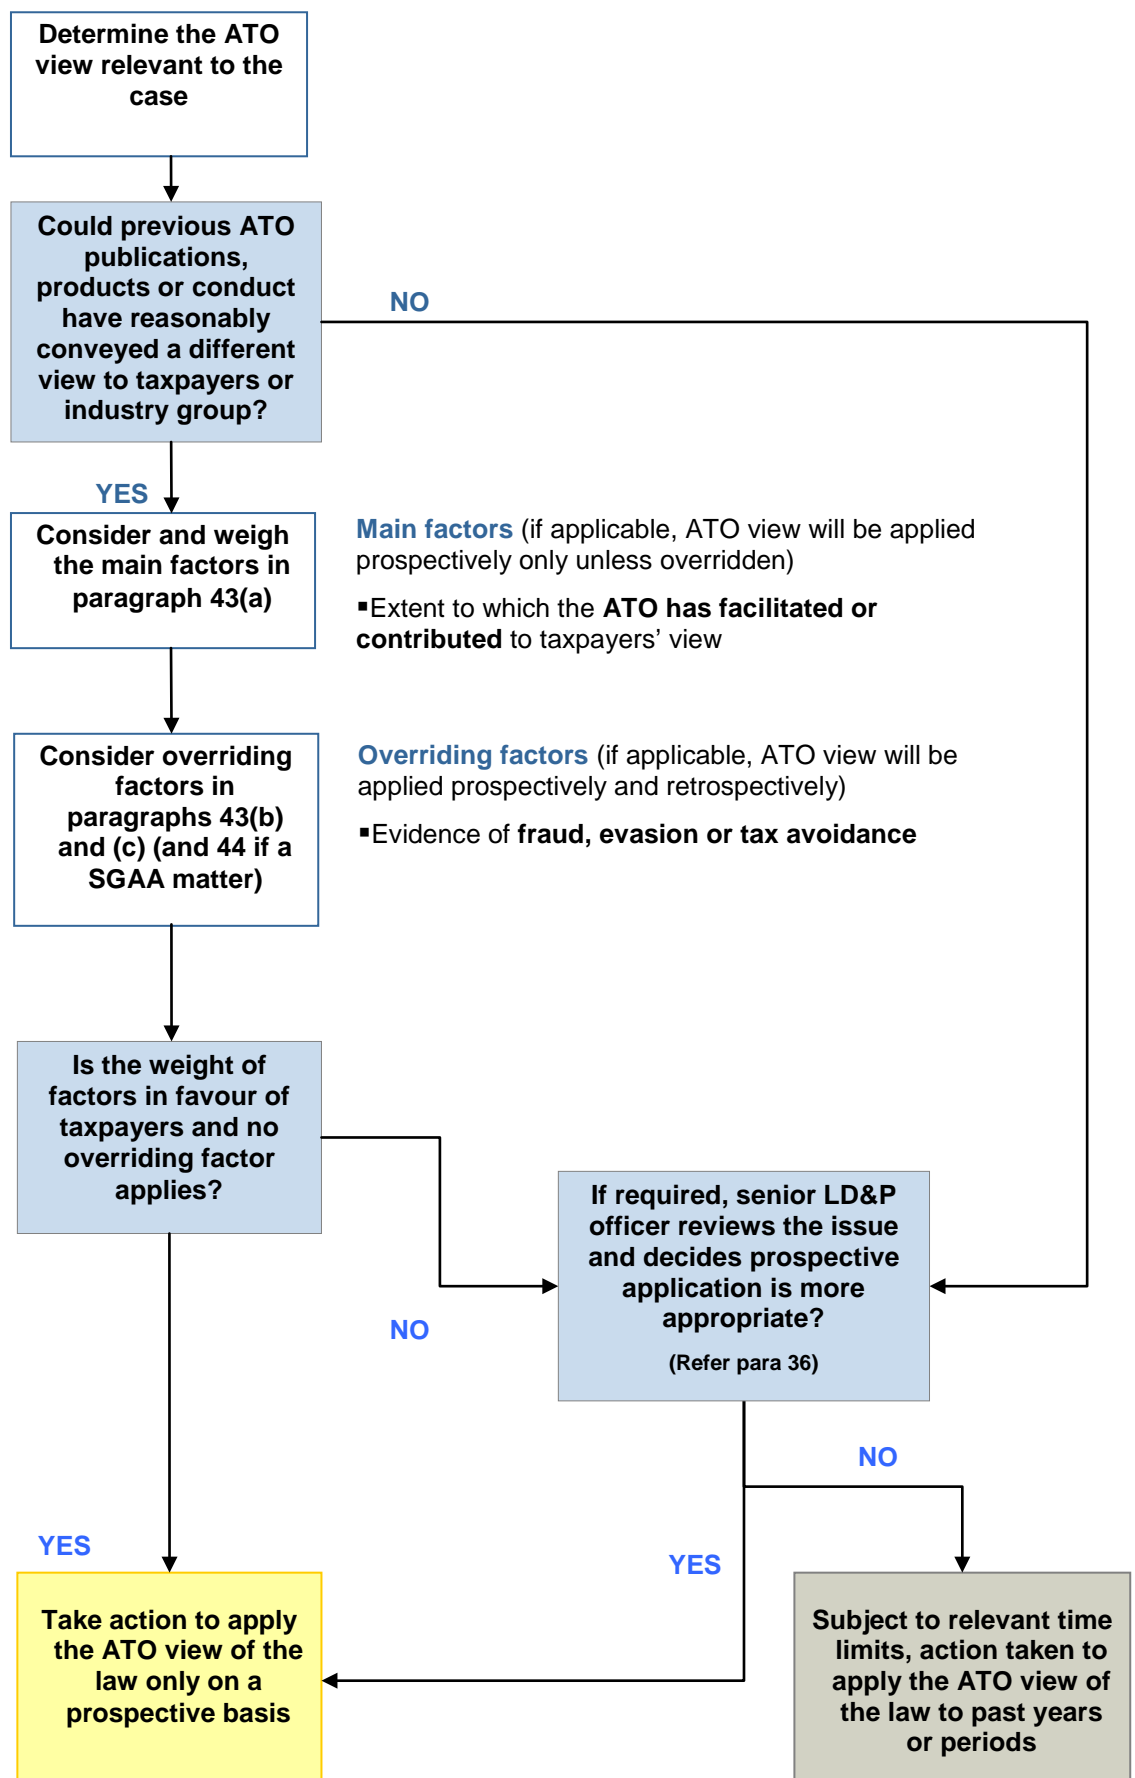 Determine the ATO
view relevant to the
case
Could previous ATO
publications,
products or conduct
have reasonably
conveyed a different
view to taxpayers or
industry group?
NO
YES
Consider and weigh
the main factors in
paragraph 43(a)
Main factors (if applicable, ATO view will be applied
prospectively only unless overridden)
▪Extent to which the ATO has facilitated or
contributed to taxpayers’ view
Consider overriding
factors in
paragraphs 43(b)
and (c) (and 44 if a
SGAA matter)
Overriding factors (if applicable, ATO view will be
applied prospectively and retrospectively)
▪Evidence of fraud, evasion or tax avoidance
Is the weight of
factors in favour of
taxpayers and no
overriding factor
applies?
NO
If required, senior LD&P
officer reviews the issue
and decides prospective
application is more
appropriate?
(Refer para 36)
NO
YES
YES
Take action to apply
the ATO view of the
law only on a
prospective basis
Subject to relevant time
limits, action taken to
apply the ATO view of
the law to past years
or periods